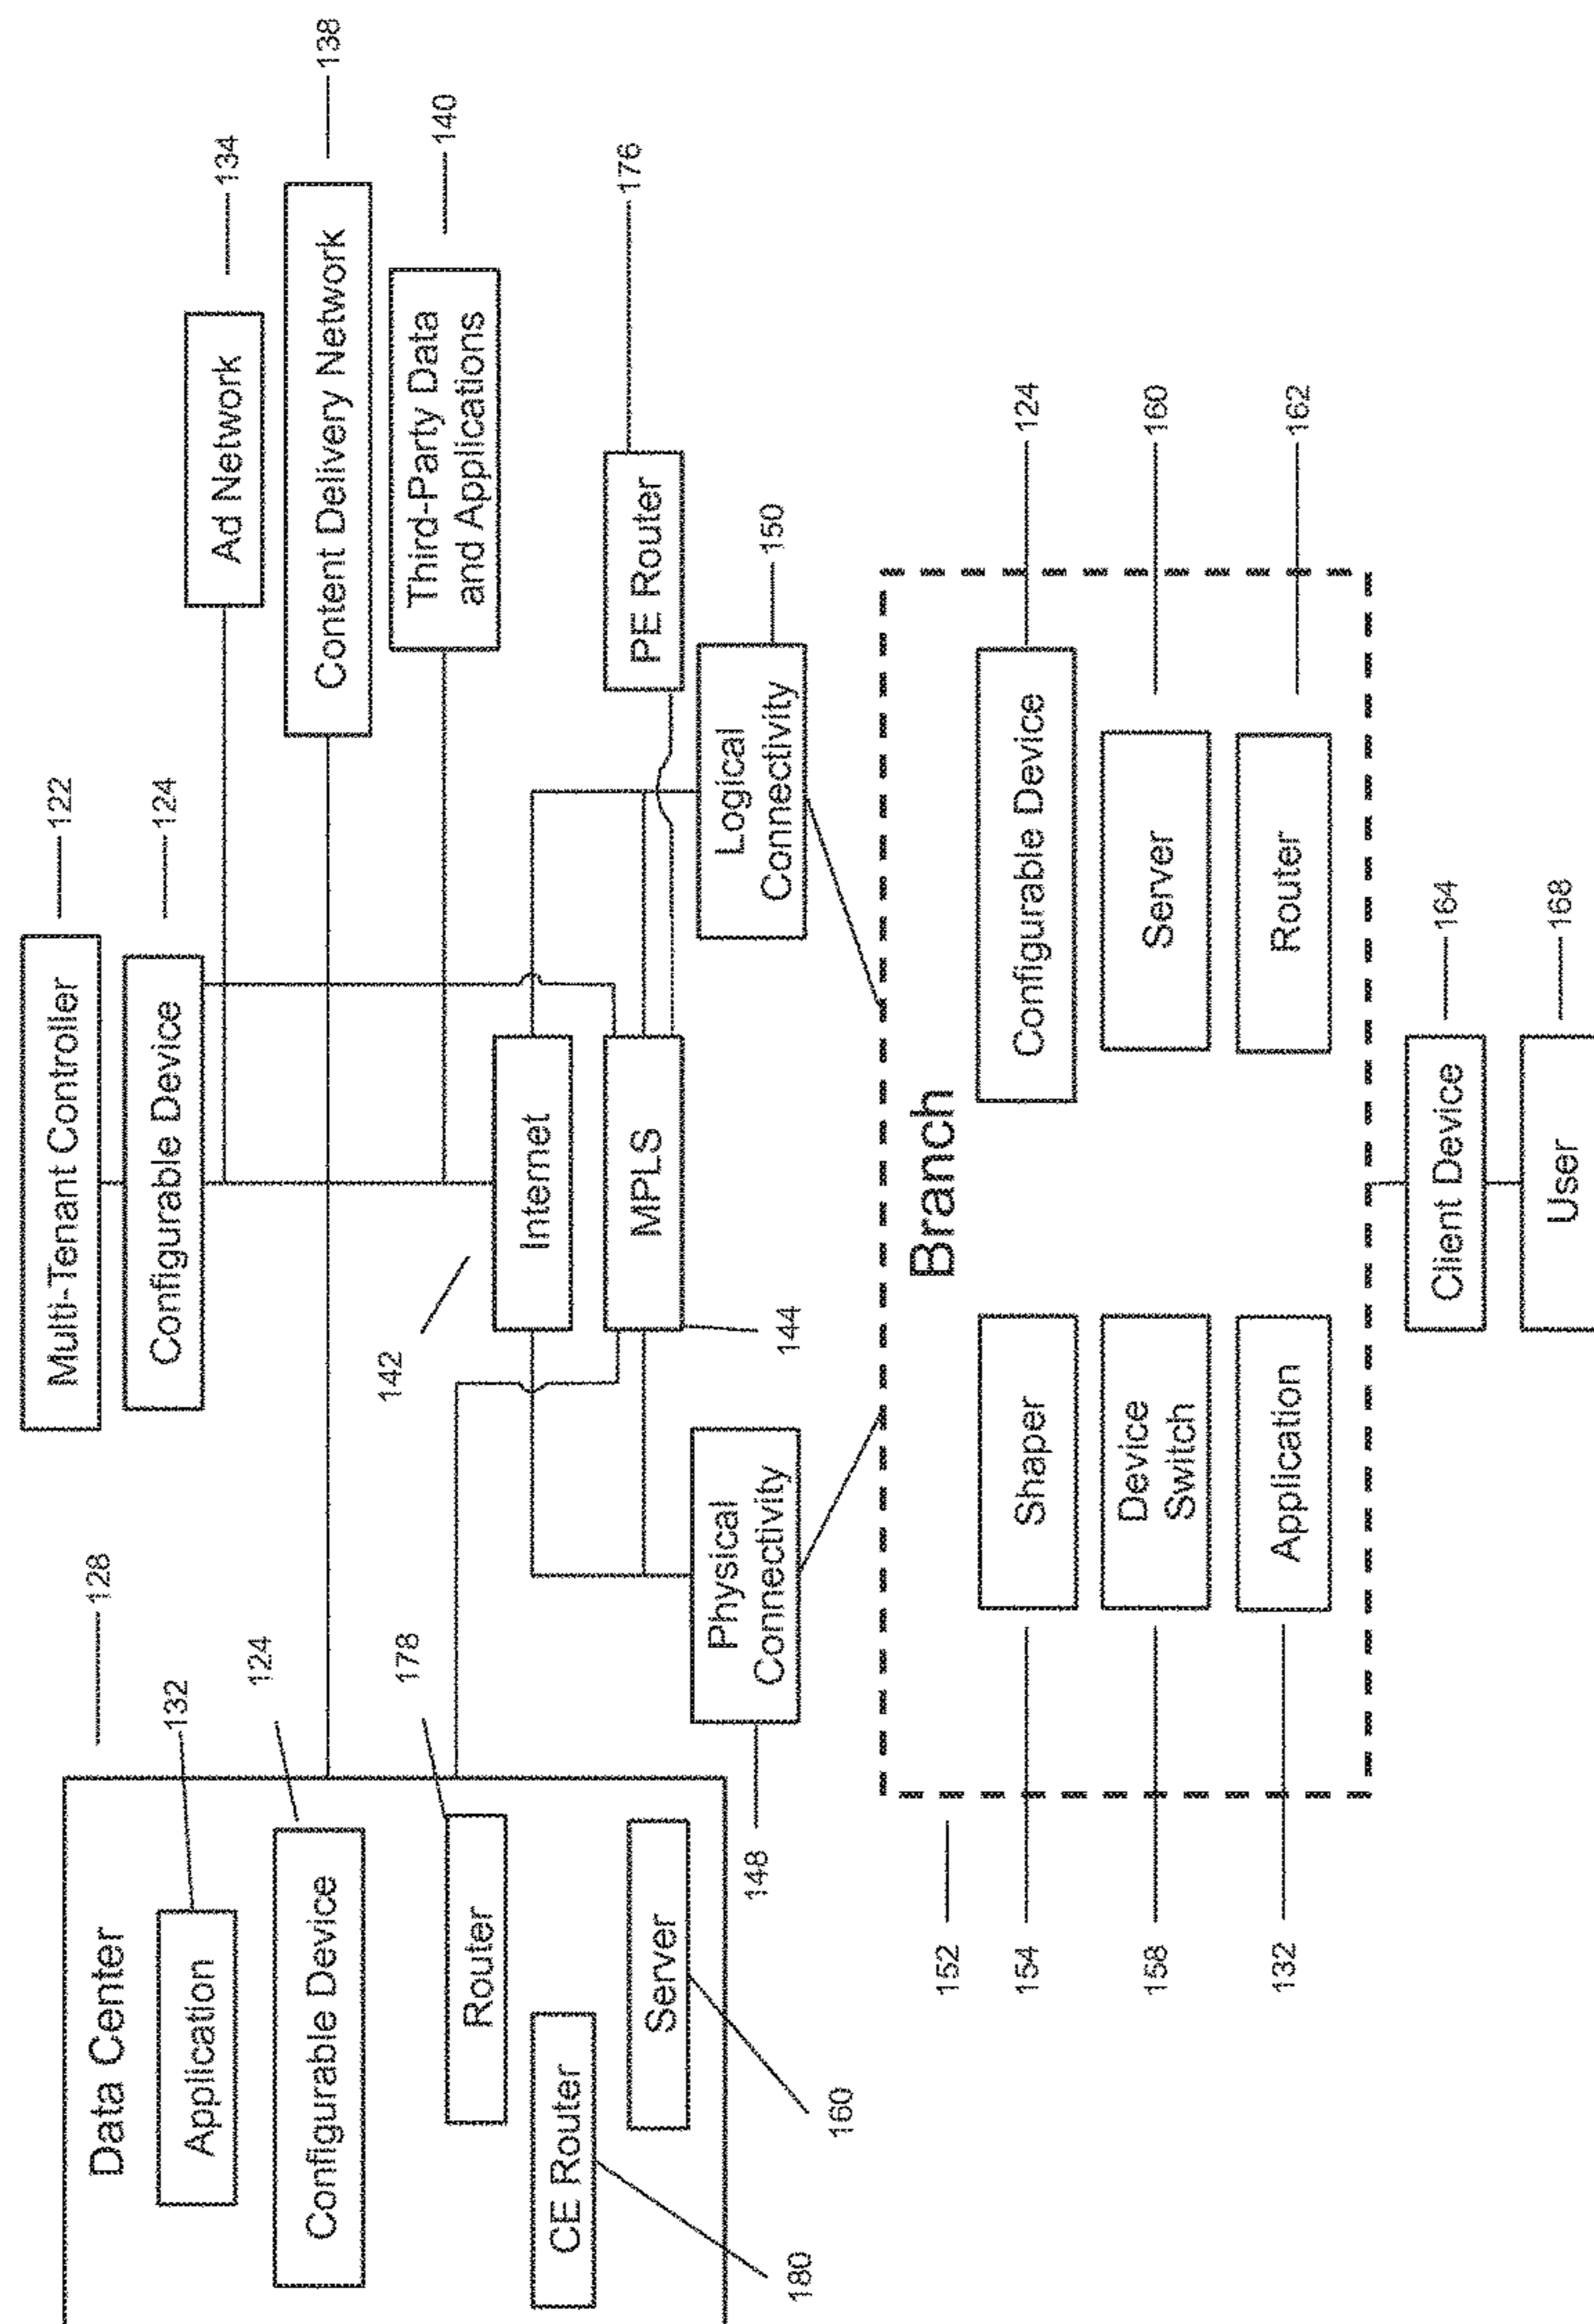 Multi-Tenant Controller
122
Configurable Device
124
Ad Network
134
Content Delivery Network
138
Third-Party Data
and Applications
140
Data Center
128
Application
132
Configurable Device
124
Router
178
CE Router
180
Server
160
Internet
142
MPLS
144
PE Router
176
Physical
Connectivity
148
Logical
Connectivity
150
Branch
152
Shaper
154
Device
Switch
158
Application
132
Configurable Device
124
Server
160
Router
162
Client Device
164
User
168